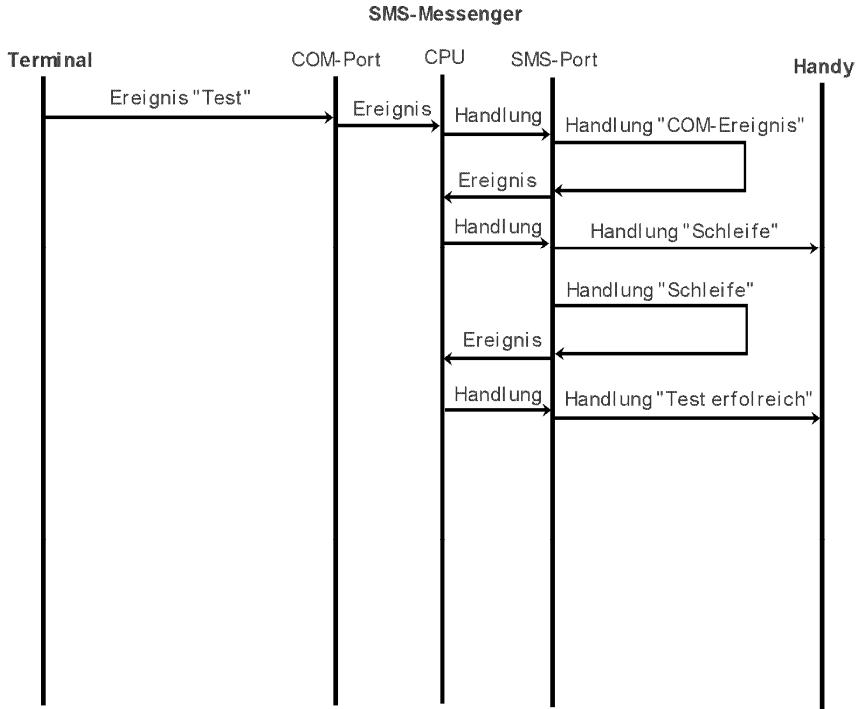 SMS-Messenger
Terminal
COM-Port
CPU
SMS-Port
Handy
Ereignis "Test"
Ereignis
Handlung
Handlung "COM-Ereignis"
Ereignis
Handlung
Handlung "Schleife"
Handlung "Schleife"
Ereignis
Handlung
Handlung "Test erfolreich"